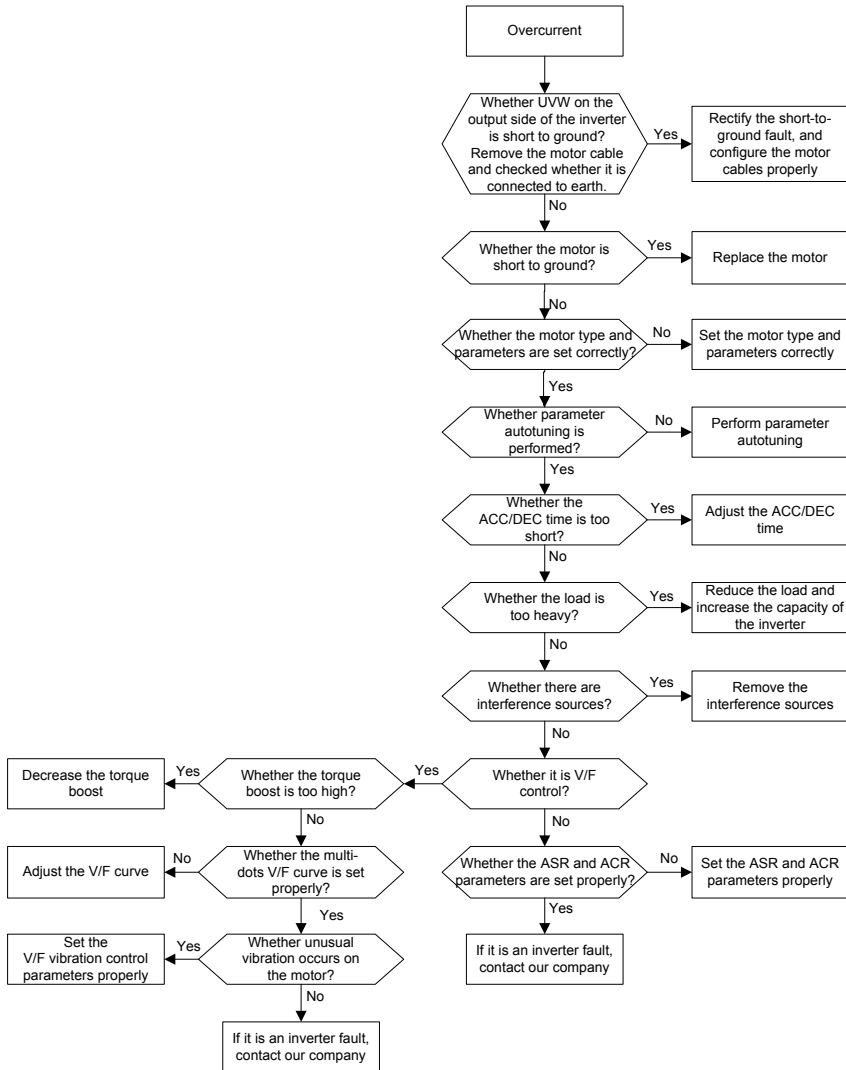 Overcurrent
Whether UVW on the
output side of the inverter
is short to ground?
Remove the motor cable
and checked whether it is
connected to earth.
Yes
Rectify the short-to-
ground fault, and
configure the motor
cables properly
No
Whether the motor is
short to ground?
Yes
Replace the motor
No
Whether the motor type and
parameters are set correctly?
No
Set the motor type and
parameters correctly
Yes
Whether parameter
autotuning is
performed?
No
Perform parameter
autotuning
Yes
Whether the
ACC/DEC time is too
short?
Yes
Adjust the ACC/DEC
time
No
Whether the load is
too heavy?
Yes
Reduce the load and
increase the capacity of
the inverter
No
Whether there are
interference sources?
Yes
Remove the
interference sources
No
Whether it is V/F
control?
Yes
Whether the torque
boost is too high?
Yes
Decrease the torque
boost
No
Whether the multi-
dots V/F curve is set
properly?
No
Adjust the V/F curve
Yes
Whether unusual
vibration occurs on
the motor?
Yes
Set the
V/F vibration control
parameters properly
No
If it is an inverter fault,
contact our company
No
Whether the ASR and ACR
parameters are set properly?
No
Set the ASR and ACR
parameters properly
Yes
If it is an inverter fault,
contact our company